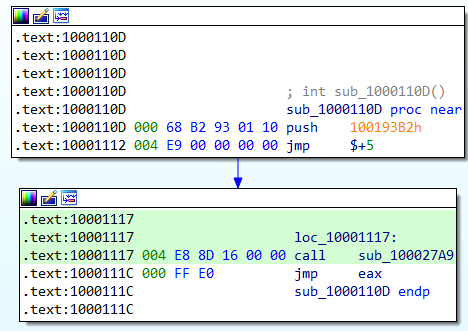 .text:1000110D
.text:1000110D
.text:1000110D
.text:1000110D ; int sub_1000110D()
.text:1000110D sub_1000110D proc near
.text:1000110D 000 68 B2 93 01 10 push 100193B2h
.text:10001112 004 E9 00 00 00 00 jmp $+5
.text:10001117
.text:10001117 loc_10001117:
.text:10001117 004 E8 8D 16 00 00 call sub_100027A9
.text:1000111C 000 FF E0 jmp eax
.text:1000111C sub_1000110D endp
.text:1000111C